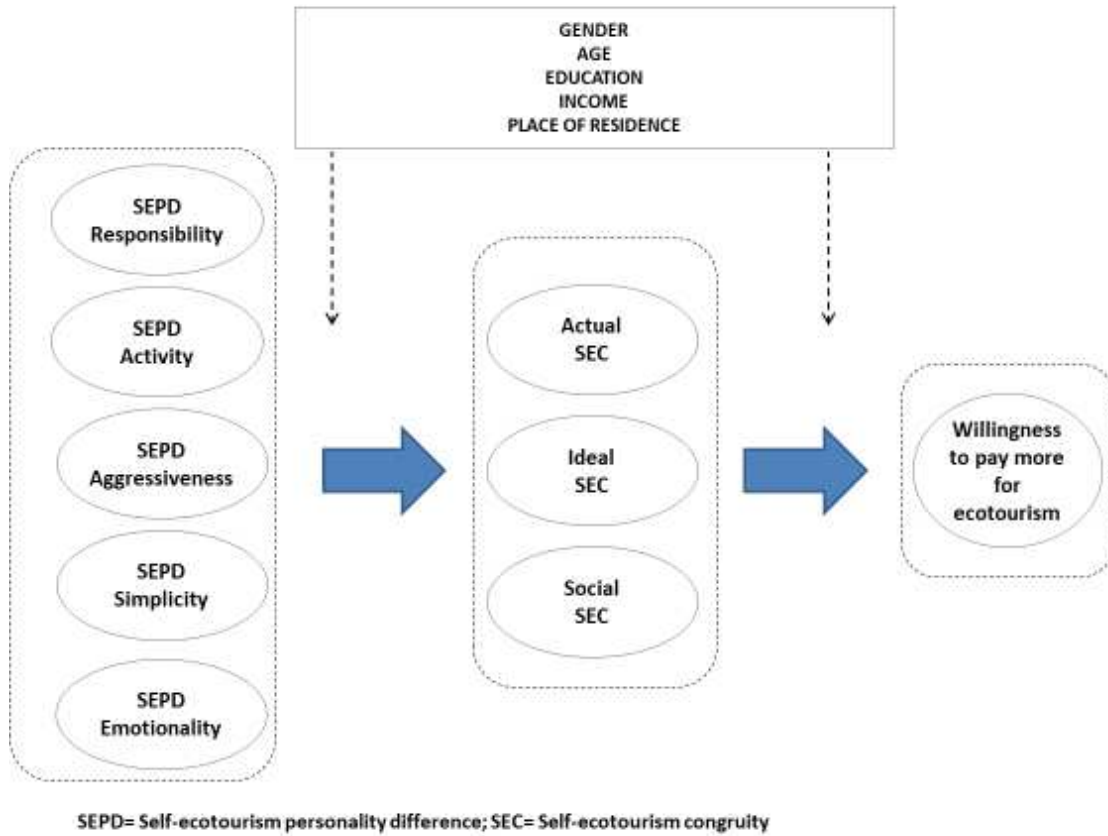 GENDER
AGE
EDUCATION
INCOME
PLACE OF RESIDENCE
SEPD
Responsibility
SEPD
Activity
SEPD
Aggressiveness
SEPD
Simplicity
SEPD
Emotionality
Actual
SEC
Ideal
SEC
Social
SEC
Willingness
to pay more
for
ecotourism
SEPD= Self-ecotourism personality difference; SEC= Self-ecotourism congruity